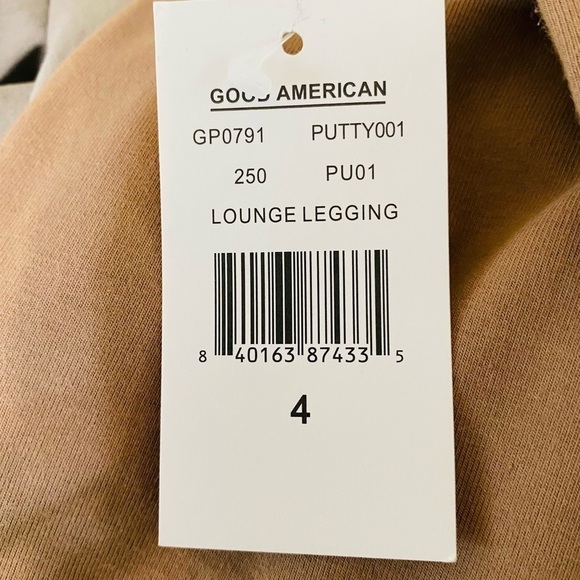 GOOD AMERICAN
GP0791 PUTTY001
250 PU01
LOUNGE LEGGING
8 40163 87433 5
4